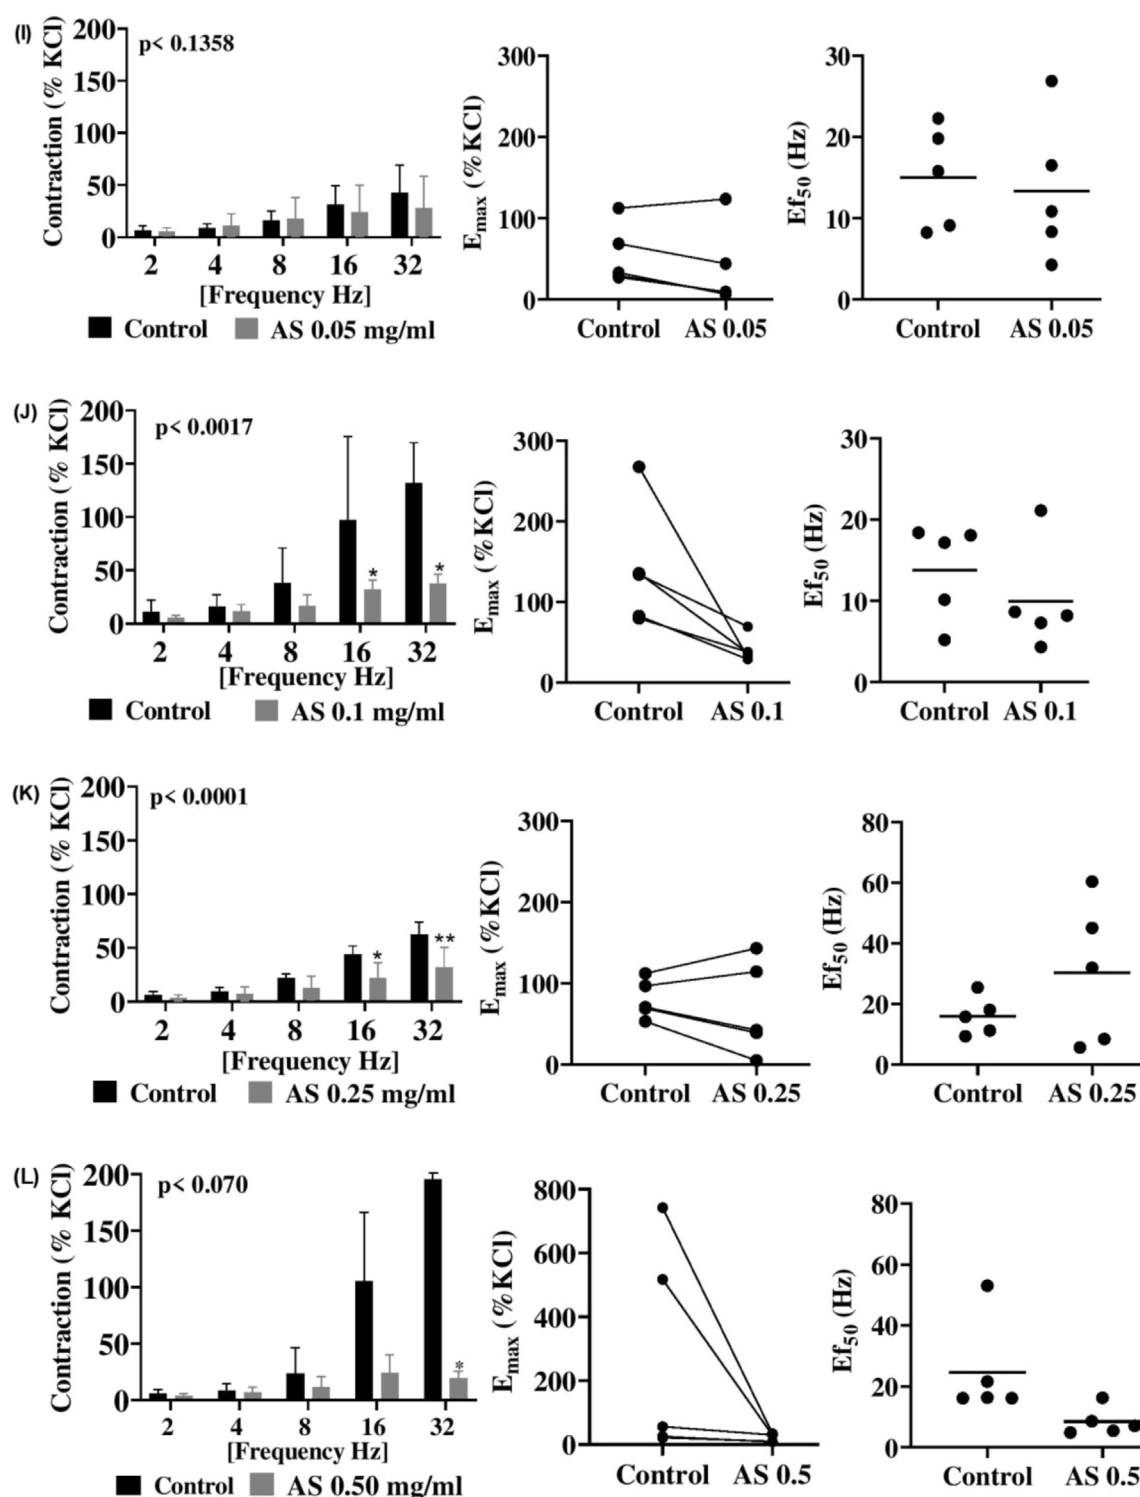 (I)
p< 0.1358
Contraction (% KCl)
200
150
100
50
0
2 4 8 16 32
[Frequency Hz]
Control AS 0.05 mg/ml
Emax (%KCl)
300
200
100
0
Control AS 0.05
Ef50 (Hz)
30
20
10
0
Control AS 0.05
(J)
p< 0.0017
Contraction (% KCl)
200
150
100
50
0
* *
2 4 8 16 32
[Frequency Hz]
Control AS 0.1 mg/ml
Emax (%KCl)
300
200
100
0
Control AS 0.1
Ef50 (Hz)
30
20
10
0
Control AS 0.1
(K)
p< 0.0001
Contraction (% KCl)
200
150
100
50
0
* **
2 4 8 16 32
[Frequency Hz]
Control AS 0.25 mg/ml
Emax (%KCl)
300
200
100
0
Control AS 0.25
Ef50 (Hz)
80
60
40
20
0
Control AS 0.25
(L)
p< 0.070
Contraction (% KCl)
200
150
100
50
0
*
2 4 8 16 32
[Frequency Hz]
Control AS 0.50 mg/ml
Emax (%KCl)
800
600
400
200
0
Control AS 0.5
Ef50 (Hz)
80
60
40
20
0
Control AS 0.5